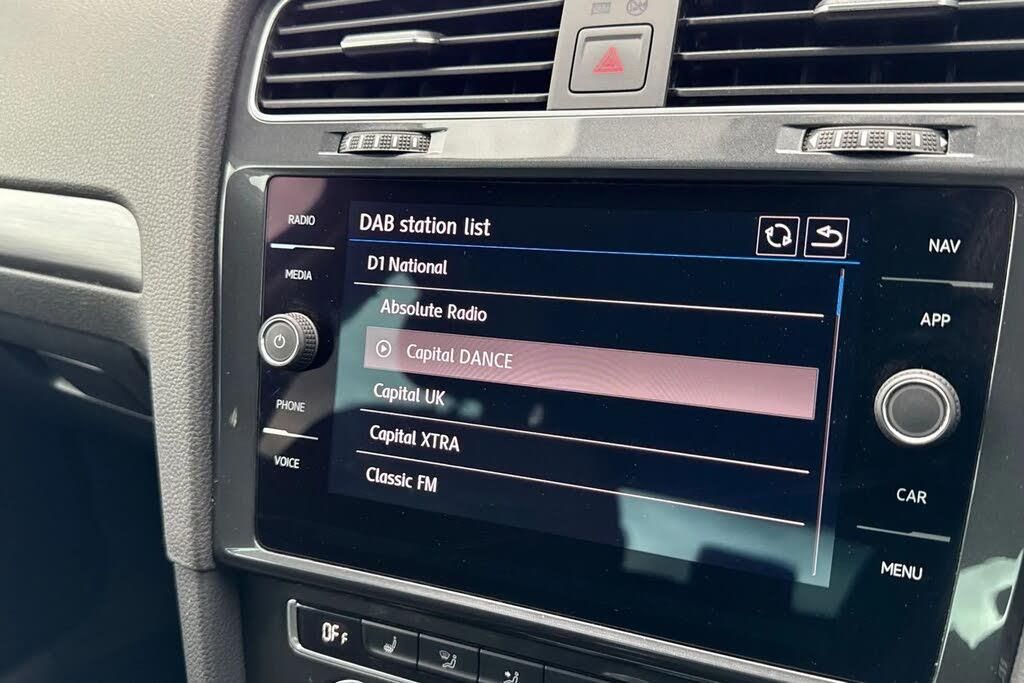 RADIO
MEDIA
PHONE
VOICE
DAB station list
D1 National
Absolute Radio
Capital DANCE
Capital UK
Capital XTRA
Classic FM
NAV
APP
CAR
MENU
OFF